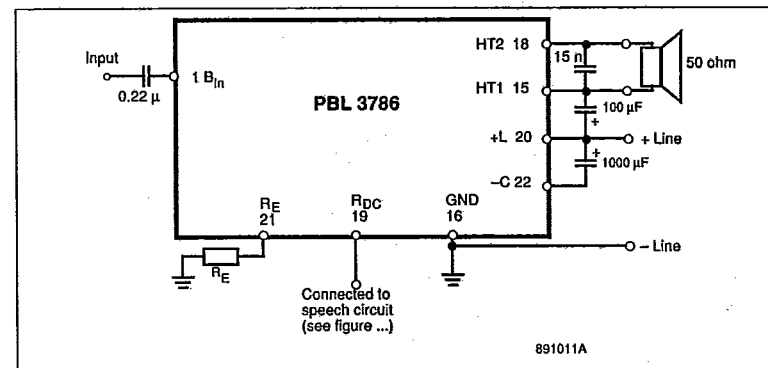 HT2 18
15 n
50 ohm
Input
1 B_in
0.22 µ
HT1 15
PBL 3786
100 µF
+
+L 20
+ Line
+
1000 µF
–C 22
R_E
21
R_DC
19
GND
16
– Line
R_E
Connected to
speech circuit
(see figure ...)
891011A